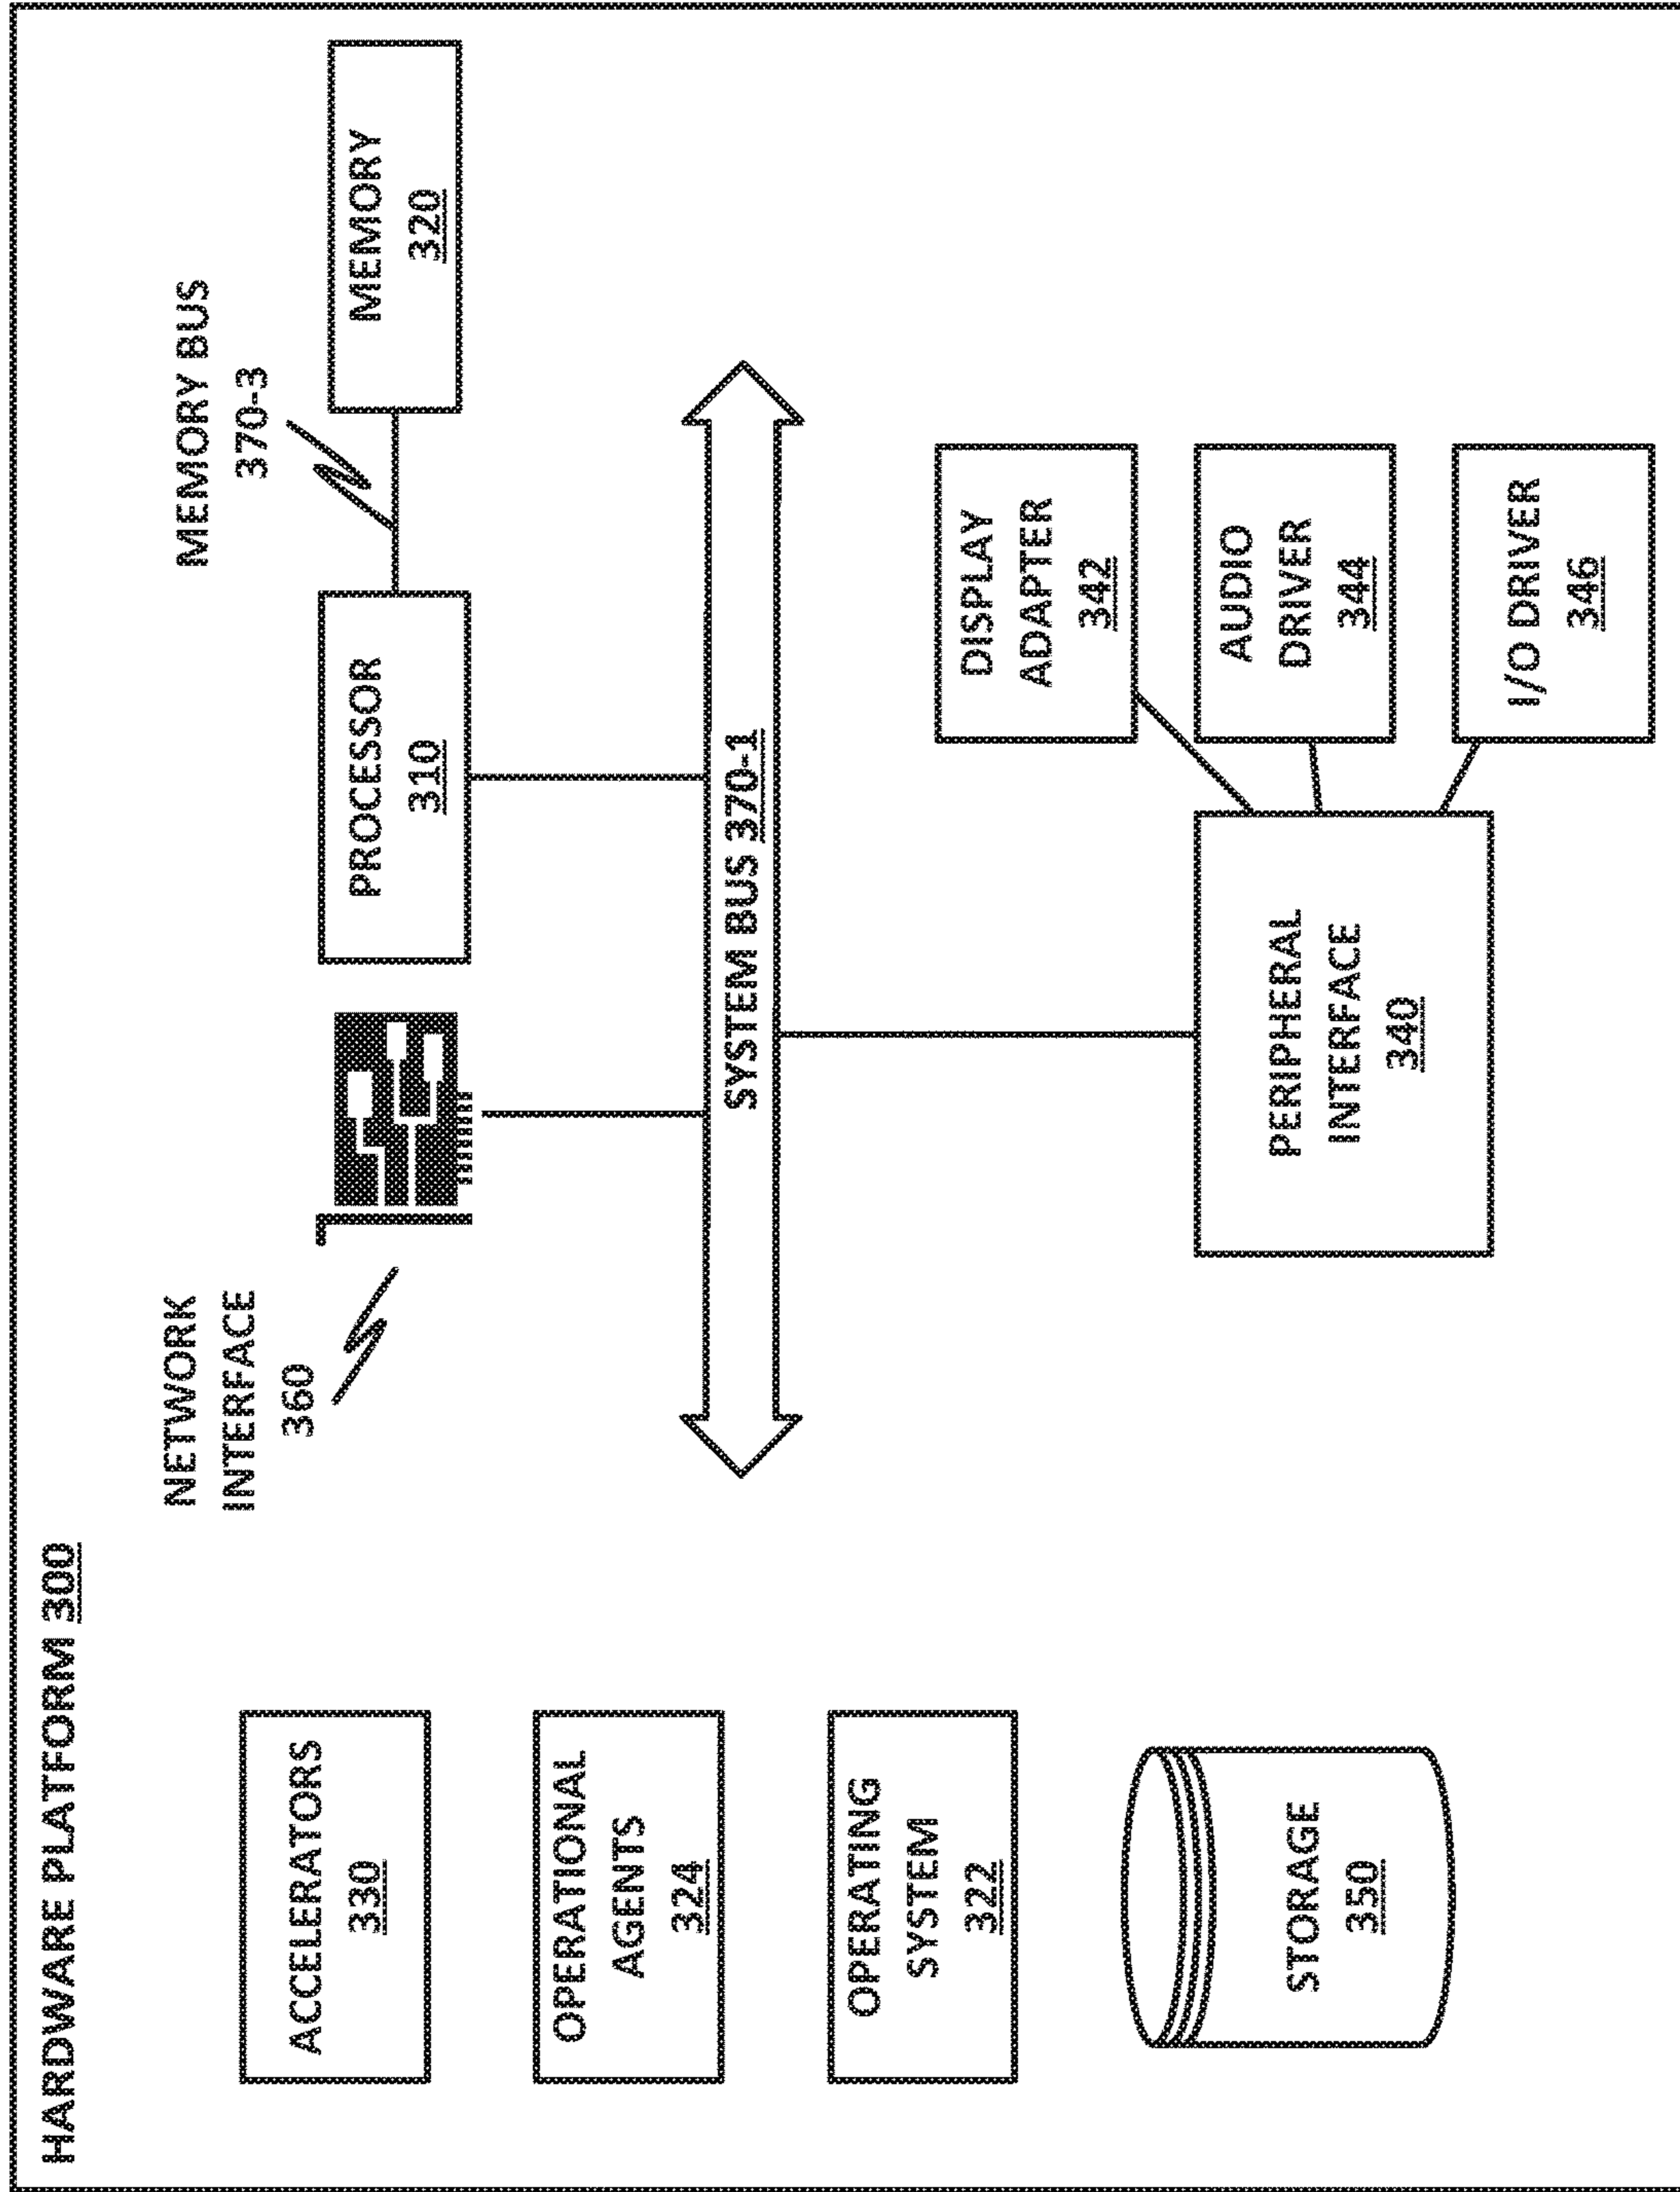 HARDWARE PLATFORM 300
ACCELERATORS
330
OPERATIONAL
AGENTS
324
OPERATING
SYSTEM
322
STORAGE
350
NETWORK
INTERFACE
360
PROCESSOR
310
MEMORY BUS
370-3
MEMORY
320
SYSTEM BUS 370-1
PERIPHERAL
INTERFACE
340
DISPLAY
ADAPTER
342
AUDIO
DRIVER
344
I/O DRIVER
346